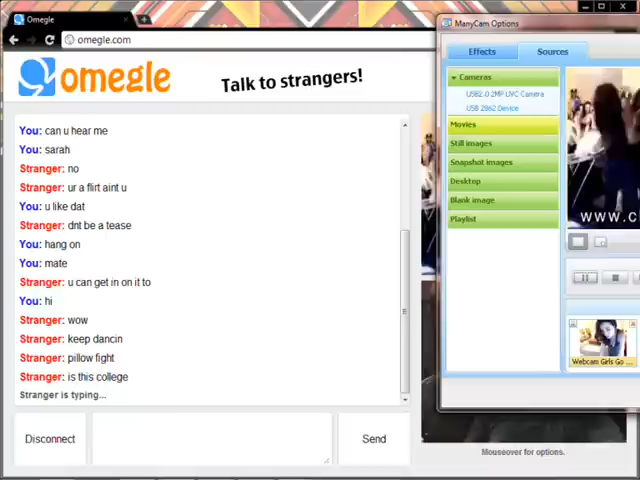 Omegle
omegle.com
ManyCam Options
omegle
Talk to strangers!
Effects
Sources
Cameras
USB2.0 2MP UVC Camera
USB 2862 Device
Movies
Still images
Snapshot images
Desktop
Blank image
Playlist
WWW.C
Webcam Girls Go ...
You: can u hear me
You: sarah
Stranger: no
Stranger: ur a flirt aint u
You: u like dat
Stranger: dnt be a tease
You: hang on
You: mate
Stranger: u can get in on it to
You: hi
Stranger: wow
Stranger: keep dancin
Stranger: pillow fight
Stranger: is this college
Stranger is typing...
Disconnect
Send
Mouseover for options.